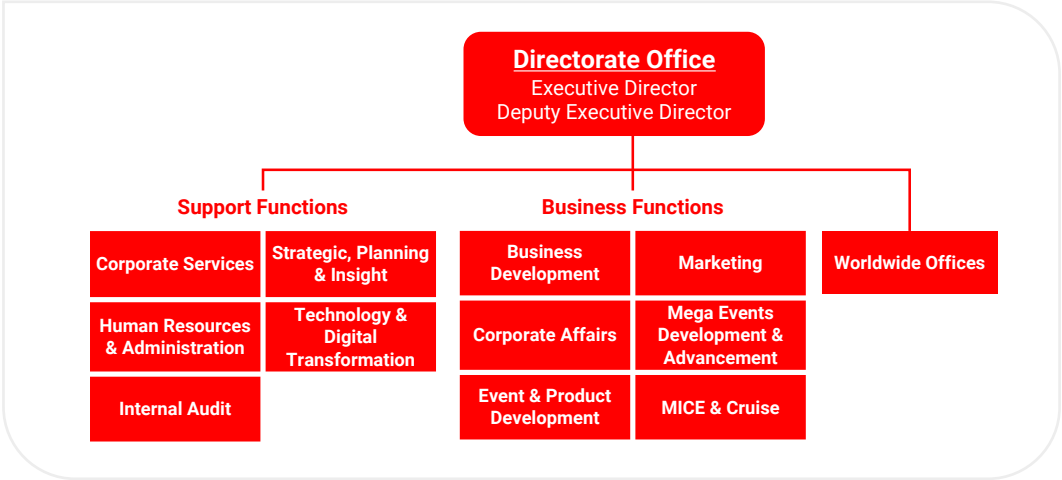 Directorate Office
Executive Director
Deputy Executive Director
Support Functions
Corporate Services
Strategic, Planning
& Insight
Human Resources
& Administration
Technology &
Digital
Transformation
Internal Audit
Business Functions
Business
Development
Marketing
Corporate Affairs
Mega Events
Development &
Advancement
Event & Product
Development
MICE & Cruise
Worldwide Offices